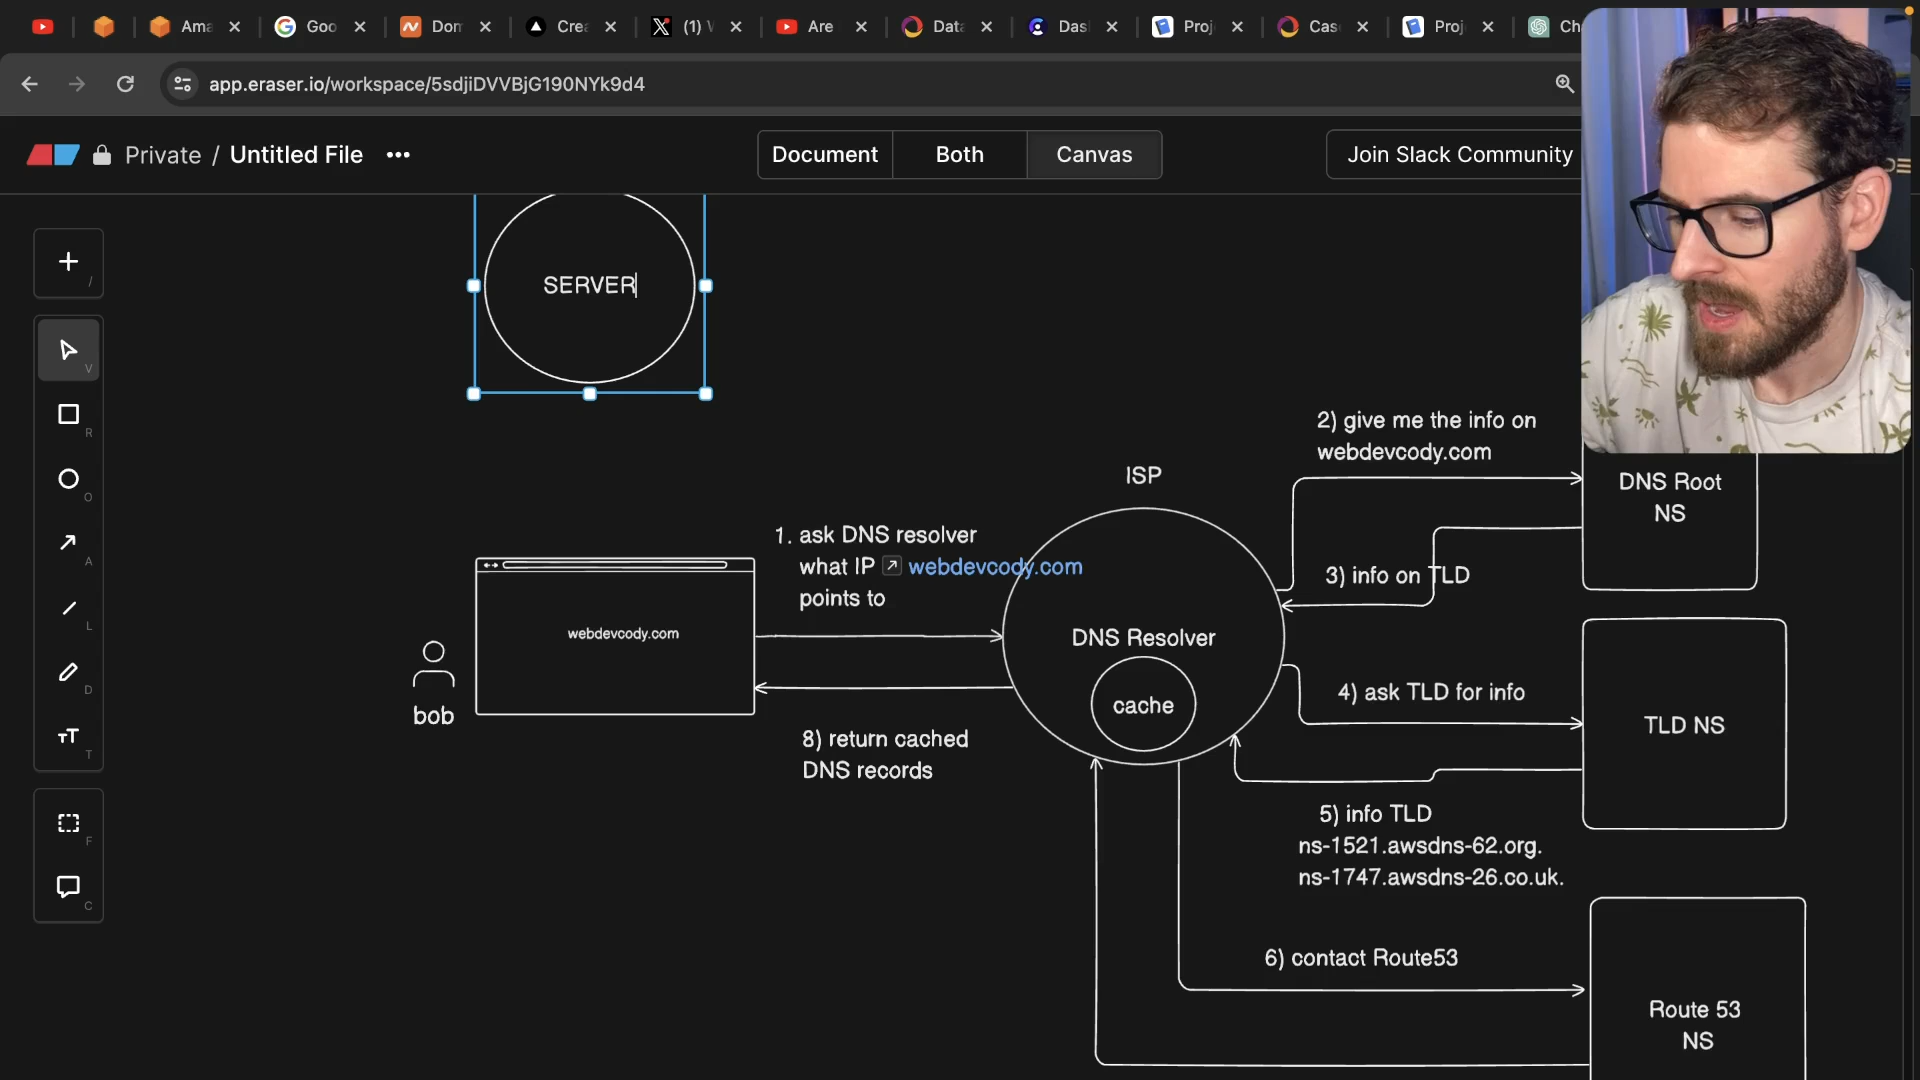 Ama
Goo
Dom
Crea
(1)
Are
Data
Das
Proj
Cas
Proj
Ch
app.eraser.io/workspace/5sdjiDVVBjG190NYk9d4
Private / Untitled File
Document
Both
Canvas
Join Slack Community
/
V
R
O
A
L
D
T
F
C
SERVER
2) give me the info on
webdevcody.com
ISP
DNS Root
NS
1. ask DNS resolver
what IP webdevcody.com
points to
3) info on TLD
webdevcody.com
DNS Resolver
cache
bob
4) ask TLD for info
TLD NS
8) return cached
DNS records
5) info TLD
ns-1521.awsdns-62.org.
ns-1747.awsdns-26.co.uk.
6) contact Route53
Route 53
NS